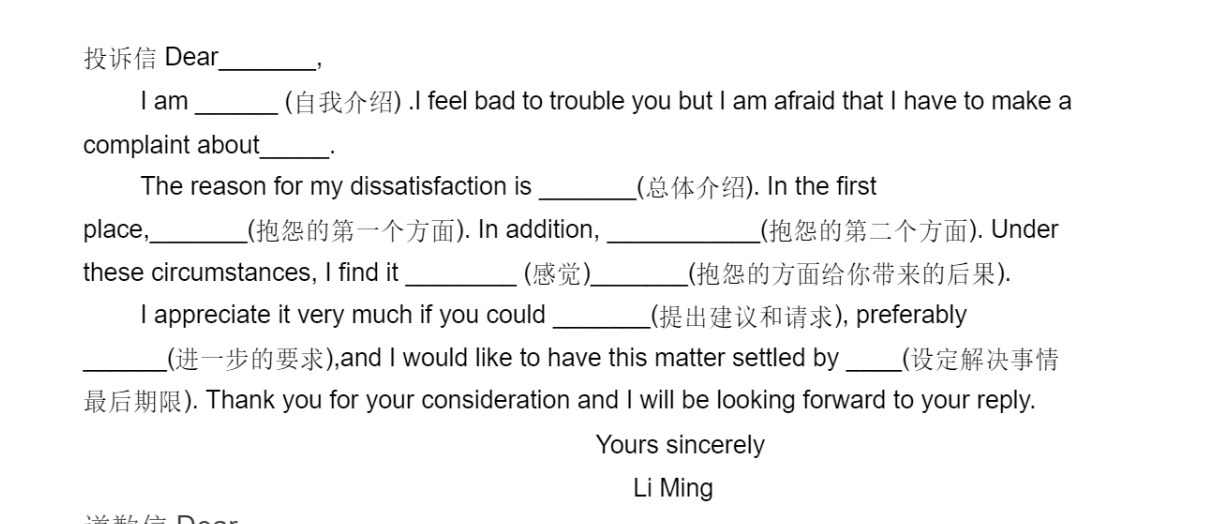 投诉信 Dear_______,
I am ______ (自我介绍) .I feel bad to trouble you but I am afraid that I have to make a
complaint about_____.
The reason for my dissatisfaction is _______(总体介绍). In the first
place,_______(抱怨的第一个方面). In addition, ___________(抱怨的第二个方面). Under
these circumstances, I find it ________ (感觉)_______(抱怨的方面给你带来的后果).
I appreciate it very much if you could _______(提出建议和请求), preferably
______(进一步的要求),and I would like to have this matter settled by ____(设定解决事情
最后期限). Thank you for your consideration and I will be looking forward to your reply.
Yours sincerely
Li Ming
道歉信 Dear